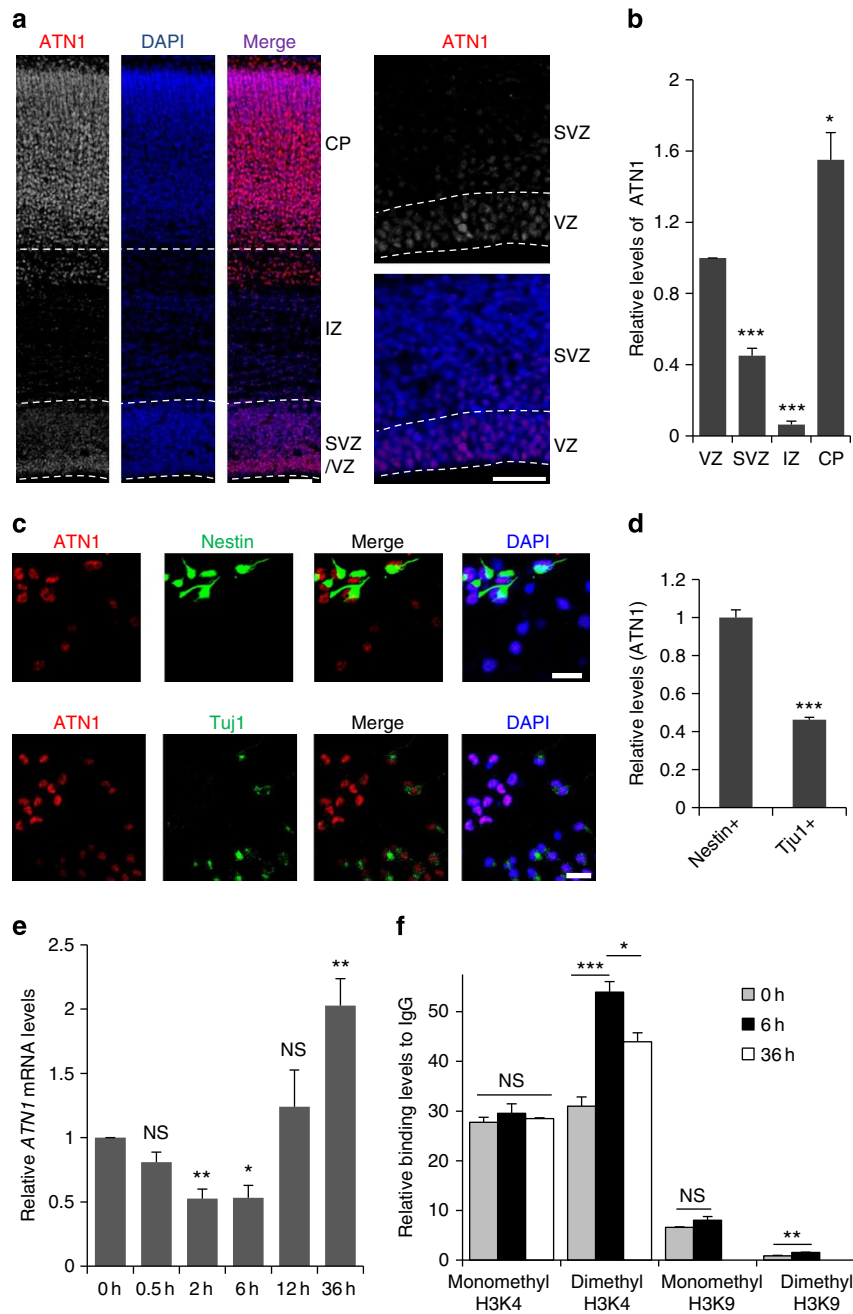 a
ATN1 DAPI Merge
CP
IZ
SVZ
/VZ
ATN1
SVZ
VZ
SVZ
VZ
b
Relative levels of ATN1
2
1.6
1.2
0.8
0.4
0
*
***
***
VZ SVZ IZ CP
c
ATN1 Nestin Merge DAPI
ATN1 Tuj1 Merge DAPI
d
Relative levels (ATN1)
1.2
1
0.8
0.6
0.4
0.2
0
***
Nestin+ Tju1+
e
Relative ATN1 mRNA levels
2.5
2
1.5
1
0.5
0
NS
**
*
NS
**
0 h 0.5 h 2 h 6 h 12 h 36 h
f
Relative binding levels to IgG
50
40
30
20
10
0
NS
***
*
NS
**
0 h
6 h
36 h
Monomethyl Dimethyl Monomethyl Dimethyl
H3K4 H3K4 H3K9 H3K9